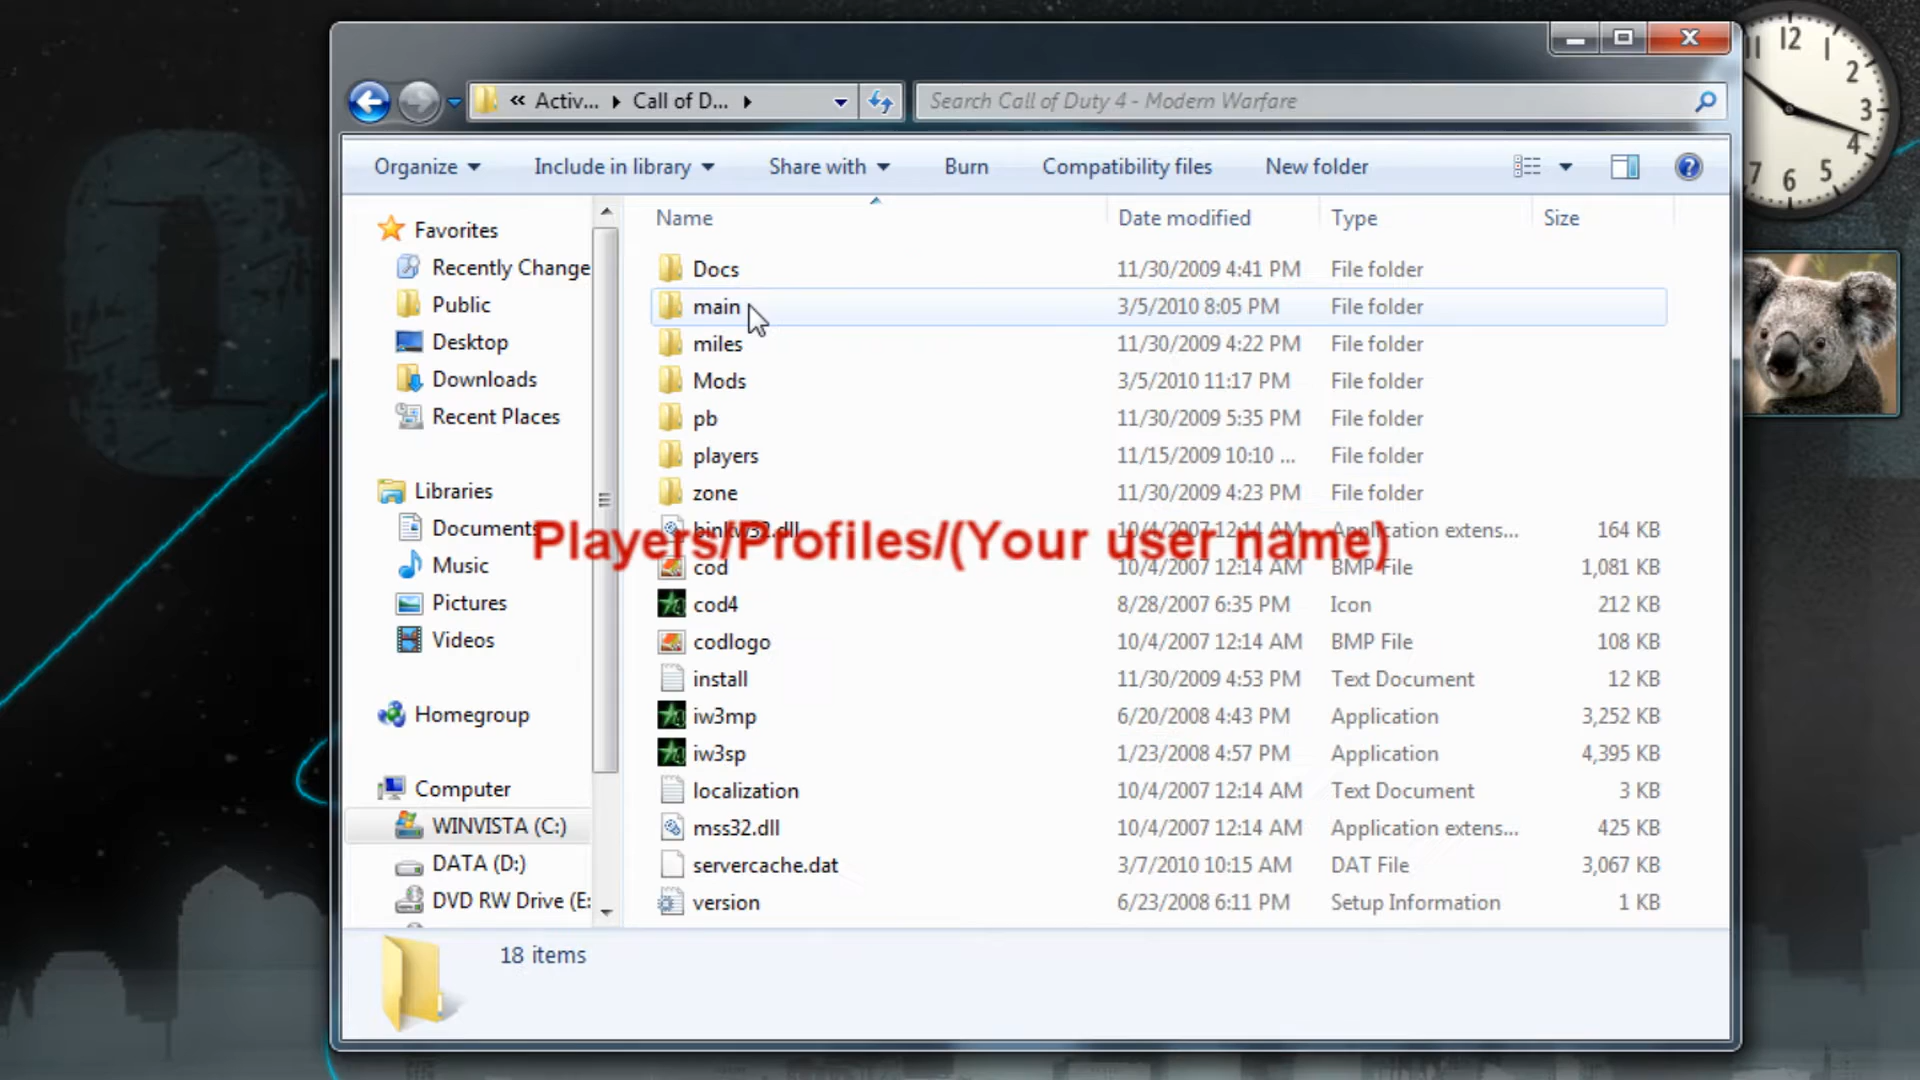 « Activ... ▸ Call of D... ▸
Search Call of Duty 4 - Modern Warfare
Organize Include in library Share with Burn Compatibility files New folder
Name Date modified Type Size
Favorites
Recently Change
Public
Desktop
Downloads
Recent Places
Libraries
Documents
Music
Pictures
Videos
Homegroup
Computer
WINVISTA (C:)
DATA (D:)
DVD RW Drive (E:
Docs 11/30/2009 4:41 PM File folder
main 3/5/2010 8:05 PM File folder
miles 11/30/2009 4:22 PM File folder
Mods 3/5/2010 11:17 PM File folder
pb 11/30/2009 5:35 PM File folder
players 11/15/2009 10:10 ... File folder
zone 11/30/2009 4:23 PM File folder
binkw32.dll 10/4/2007 12:14 AM Application extens... 164 KB
Players/Profiles/(Your user name)
cod 10/4/2007 12:14 AM BMP File 1,081 KB
cod4 8/28/2007 6:35 PM Icon 212 KB
codlogo 10/4/2007 12:14 AM BMP File 108 KB
install 11/30/2009 4:53 PM Text Document 12 KB
iw3mp 6/20/2008 4:43 PM Application 3,252 KB
iw3sp 1/23/2008 4:57 PM Application 4,395 KB
localization 10/4/2007 12:14 AM Text Document 3 KB
mss32.dll 10/4/2007 12:14 AM Application extens... 425 KB
servercache.dat 3/7/2010 10:15 AM DAT File 3,067 KB
version 6/23/2008 6:11 PM Setup Information 1 KB
18 items
12
11 1
2
3
4
5
6
7